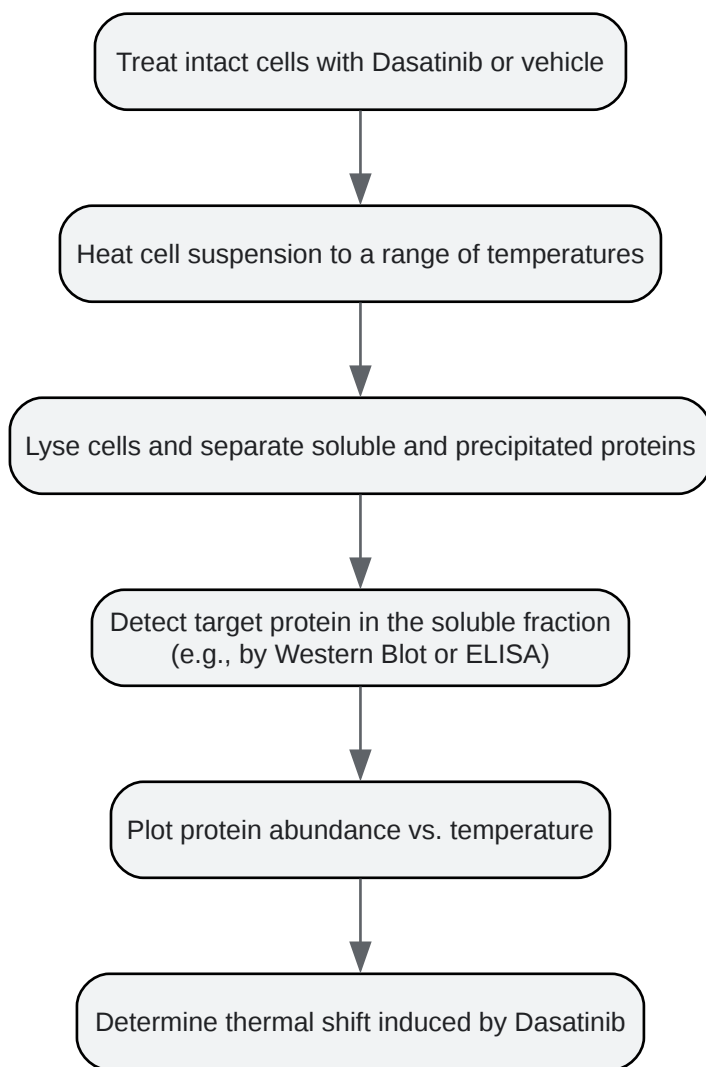 Treat intact cells with Dasatinib or vehicle
Heat cell suspension to a range of temperatures
Lyse cells and separate soluble and precipitated proteins
Detect target protein in the soluble fraction
(e.g., by Western Blot or ELISA)
Plot protein abundance vs. temperature
Determine thermal shift induced by Dasatinib